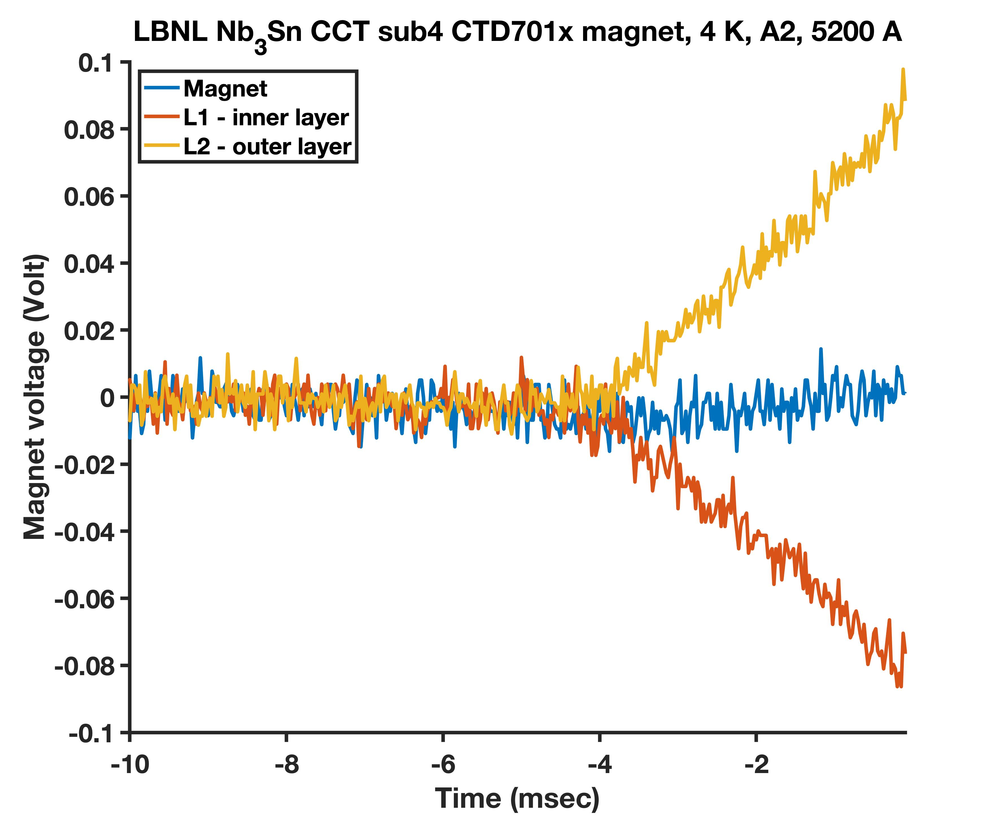 LBNL Nb3Sn CCT sub4 CTD701x magnet, 4 K, A2, 5200 A
Magnet
L1 - inner layer
L2 - outer layer
Magnet voltage (Volt)
0.1
0.08
0.06
0.04
0.02
0
-0.02
-0.04
-0.06
-0.08
-0.1
-10 -8 -6 -4 -2
Time (msec)